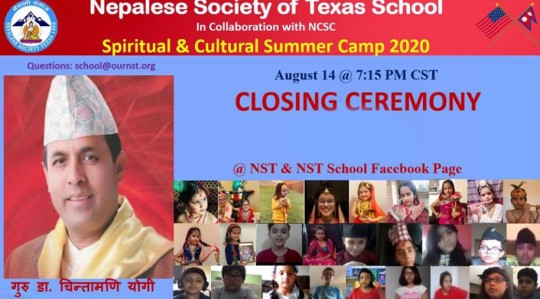 Nepalese Society of Texas School
In Collaboration with NCSC
Spiritual & Cultural Summer Camp 2020
Questions: school@ournst.org
August 14 @ 7:15 PM CST
CLOSING CEREMONY
@ NST & NST School Facebook Page
गुरु डा. चिन्तामणि योगी